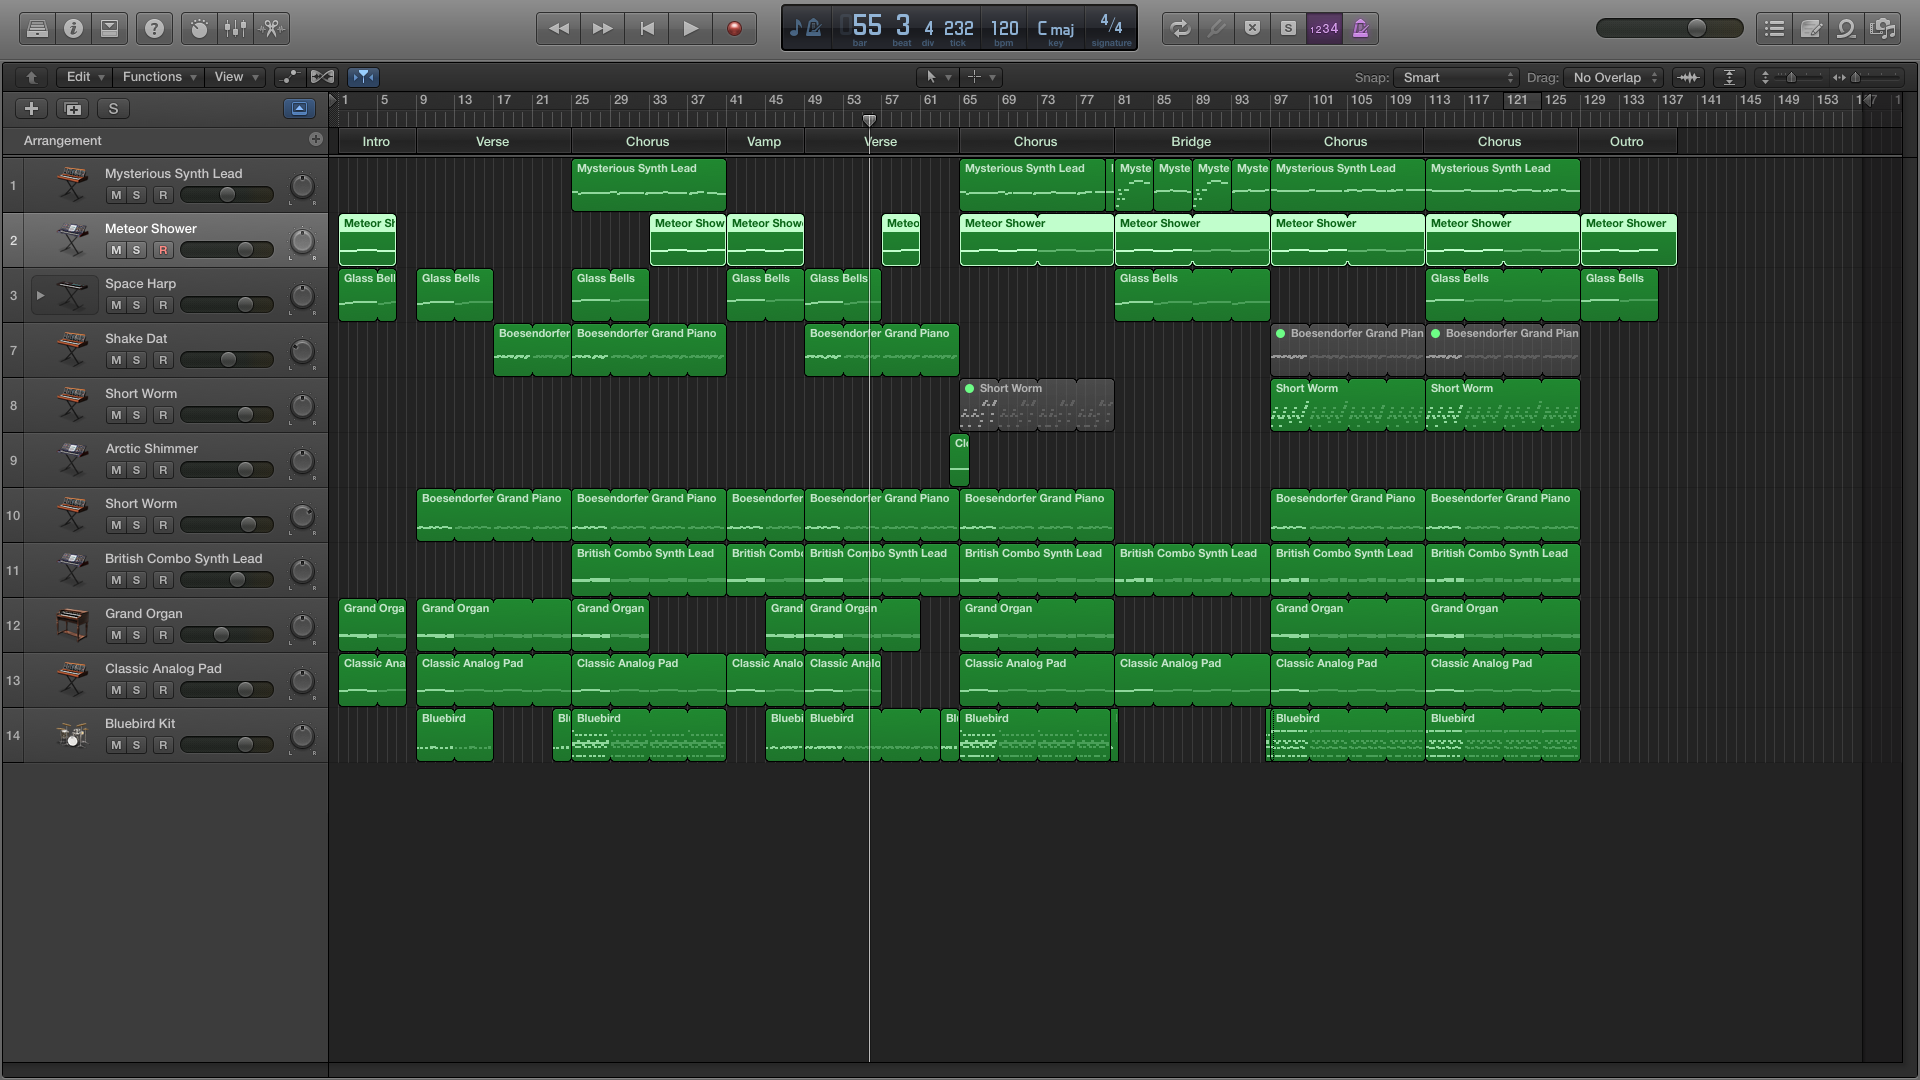 55 3 4 232 120 C maj 4/4
bar beat div tick bpm key signature
S 1234
Edit Functions View Snap: Smart Drag: No Overlap
S 1 5 9 13 17 21 25 29 33 37 41 45 49 53 57 61 65 69 73 77 81 85 89 93 97 101 105 109 113 117 121 125 129 133 137 141 145 149 153
Arrangement Intro Verse Chorus Vamp Verse Chorus Bridge Chorus Chorus Outro
Mysterious Synth Lead Mysterious Synth Lead Mysterious Synth Lead Myste Myste Myste Myste Mysterious Synth Lead Mysterious Synth Lead
1 M S R L R
Meteor Shower Meteor Sh Meteor Show Meteor Show Meteo Meteor Shower Meteor Shower Meteor Shower Meteor Shower Meteor Shower
2 M S R L R
Space Harp Glass Bell Glass Bells Glass Bells Glass Bells Glass Bells Glass Bells Glass Bells Glass Bells
3 M S R L R
Shake Dat Boesendorfer Boesendorfer Grand Piano Boesendorfer Grand Piano Boesendorfer Grand Pian Boesendorfer Grand Pian
7 M S R L R
Short Worm Short Worm Short Worm Short Worm
8 M S R L R
Arctic Shimmer Cl
9 M S R L R
Short Worm Boesendorfer Grand Piano Boesendorfer Grand Piano Boesendorfer Boesendorfer Grand Piano Boesendorfer Grand Piano Boesendorfer Grand Piano Boesendorfer Grand Piano
10 M S R L R
British Combo Synth Lead British Combo Synth Lead British Combo British Combo Synth Lead British Combo Synth Lead British Combo Synth Lead British Combo Synth Lead British Combo Synth Lead
11 M S R L R
Grand Organ Grand Orga Grand Organ Grand Organ Grand Grand Organ Grand Organ Grand Organ Grand Organ
12 M S R L R
Classic Analog Pad Classic Ana Classic Analog Pad Classic Analog Pad Classic Analo Classic Analo Classic Analog Pad Classic Analog Pad Classic Analog Pad Classic Analog Pad
13 M S R L R
Bluebird Kit Bluebird Bl Bluebird Bluebi Bluebird Bl Bluebird Bluebird Bluebird
14 M S R L R